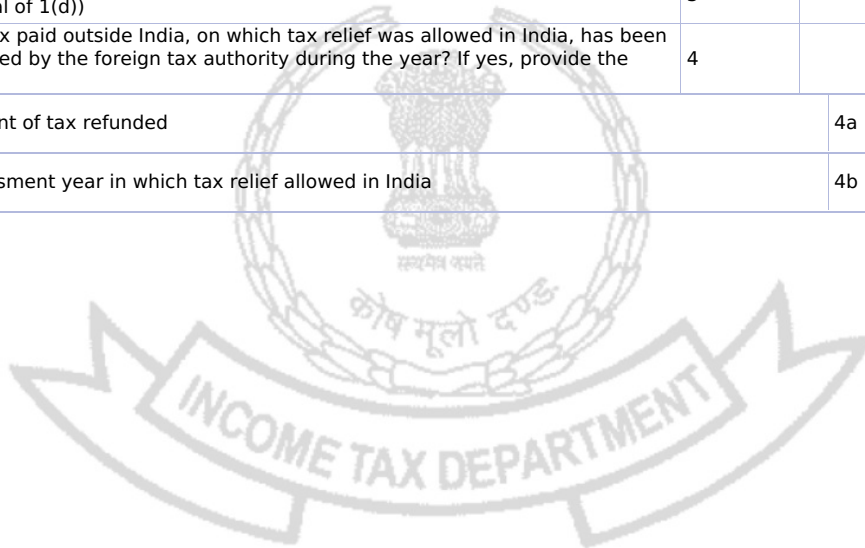 al of 1(d))
x paid outside India, on which tax relief was allowed in India, has been
ed by the foreign tax authority during the year? If yes, provide the
4
nt of tax refunded 4a
sment year in which tax relief allowed in India 4b
सत्यमेव जयते
कोष मूलो दण्डः
INCOME TAX DEPARTMENT